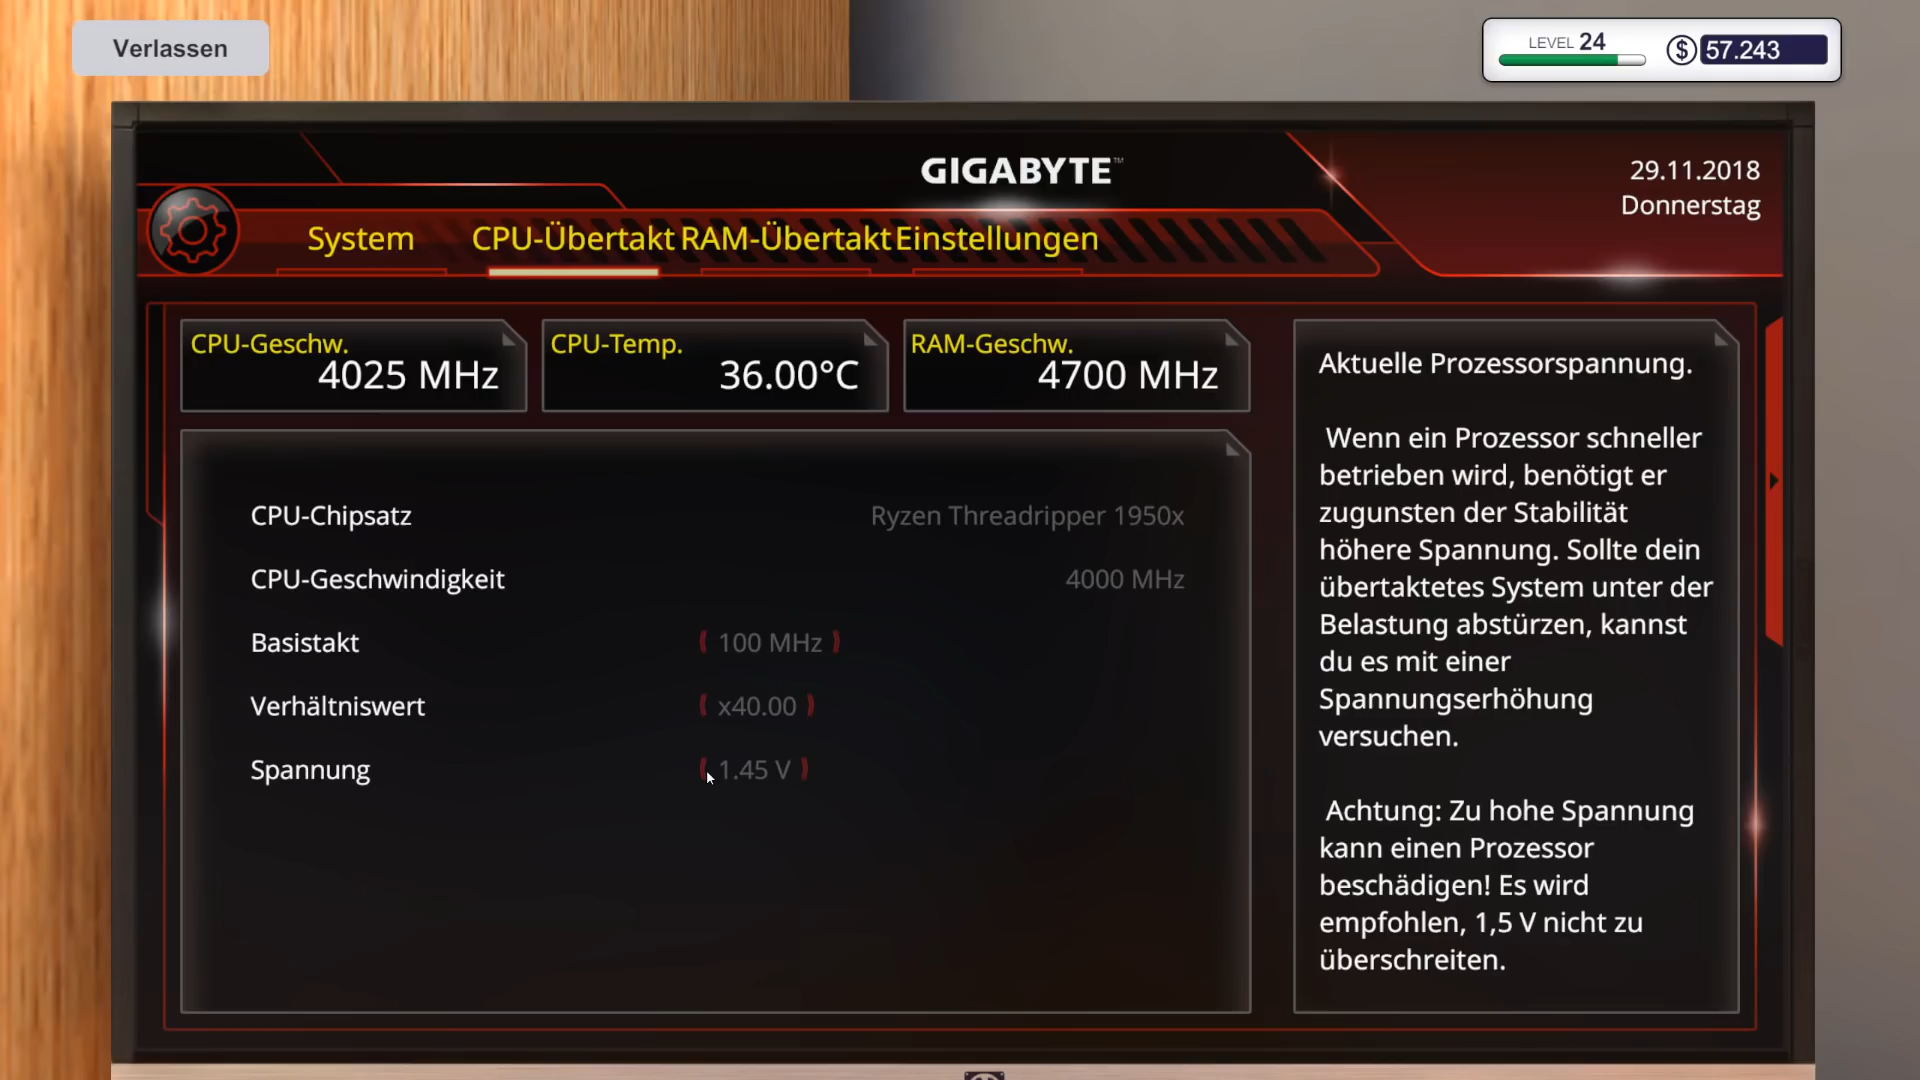 Verlassen
LEVEL 24
$ 57.243
GIGABYTE™
29.11.2018
Donnerstag
System
CPU-Übertakt
RAM-Übertakt
Einstellungen
CPU-Geschw.
4025 MHz
CPU-Temp.
36.00°C
RAM-Geschw.
4700 MHz
CPU-Chipsatz
Ryzen Threadripper 1950x
CPU-Geschwindigkeit
4000 MHz
Basistakt
100 MHz
Verhältniswert
x40.00
Spannung
1.45 V
Aktuelle Prozessorspannung.
Wenn ein Prozessor schneller
betrieben wird, benötigt er
zugunsten der Stabilität
höhere Spannung. Sollte dein
übertaktetes System unter der
Belastung abstürzen, kannst
du es mit einer
Spannungserhöhung
versuchen.
Achtung: Zu hohe Spannung
kann einen Prozessor
beschädigen! Es wird
empfohlen, 1,5 V nicht zu
überschreiten.